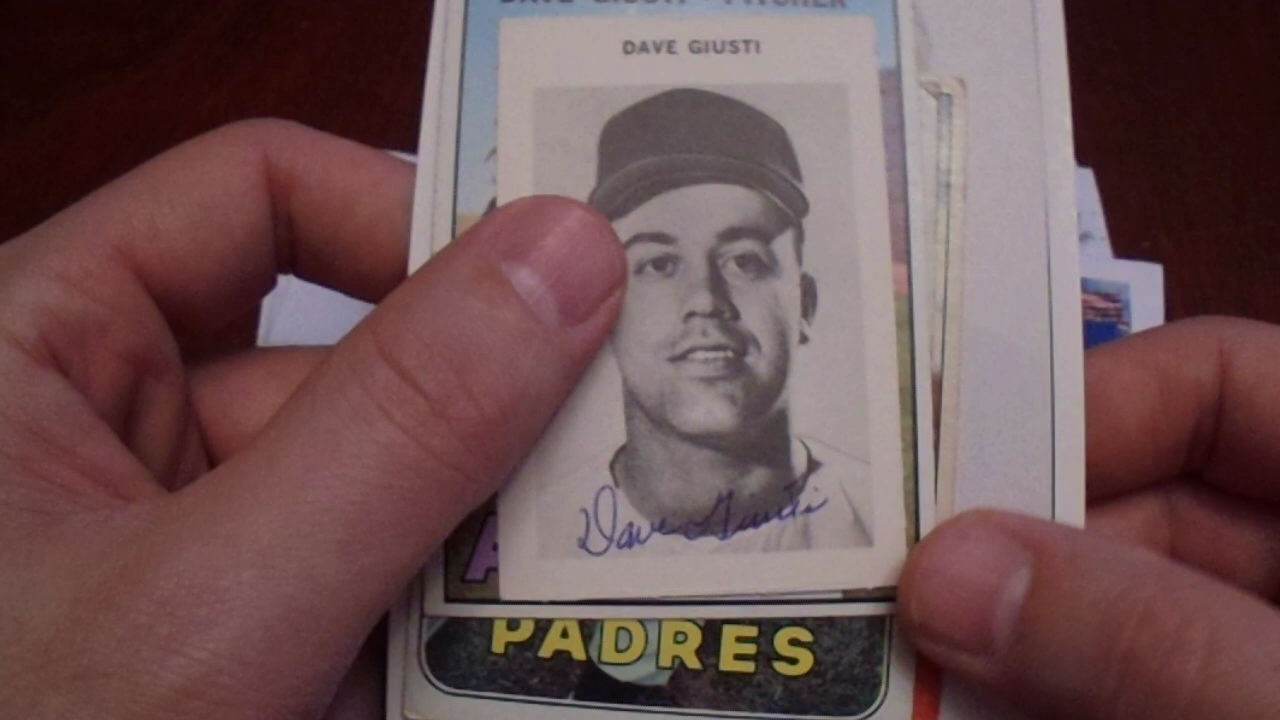 DAVE GIUSTI • PITCHER
DAVE GIUSTI
Dave Giusti
A
PADRES